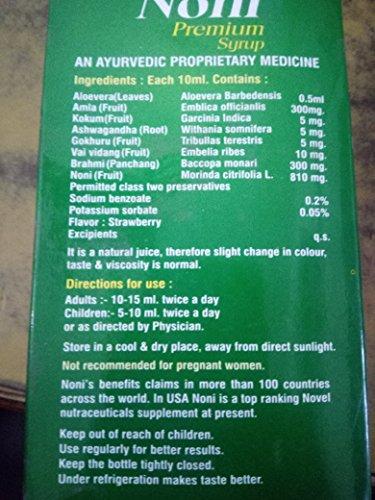 Noni
Premium
Syrup
AN AYURVEDIC PROPRIETARY MEDICINE
Ingredients : Each 10ml. Contains :
Aloevera(Leaves) Aloevera Barbedensis 0.5ml
Amla (Fruit) Emblica officianlis 300mg.
Kokum(Fruit) Garcinia Indica 5 mg.
Ashwagandha (Root) Withania somnifera 5 mg.
Gokhuru (Fruit) Tribullas terestris 5 mg.
Vai vidang (Fruit) Embelia ribes 10 mg.
Brahmi (Panchang) Baccopa monari 300 mg.
Noni (Fruit) Morinda citrifolia L. 810 mg.
Permitted class two preservatives
Sodium benzoate 0.2%
Potassium sorbate 0.05%
Flavor : Strawberry
Excipients q.s.
It is a natural juice, therefore slight change in colour,
taste & viscosity is normal.
Directions for use :
Adults :- 10-15 ml. twice a day
Children:- 5-10 ml. twice a day
or as directed by Physician.
Store in a cool & dry place, away from direct sunlight.
Not recommended for pregnant women.
Noni's benefits claims in more than 100 countries
across the world. In USA Noni is a top ranking Novel
nutraceuticals supplement at present.
Keep out of reach of children.
Use regularly for better results.
Keep the bottle tightly closed.
Under refrigeration makes taste better.